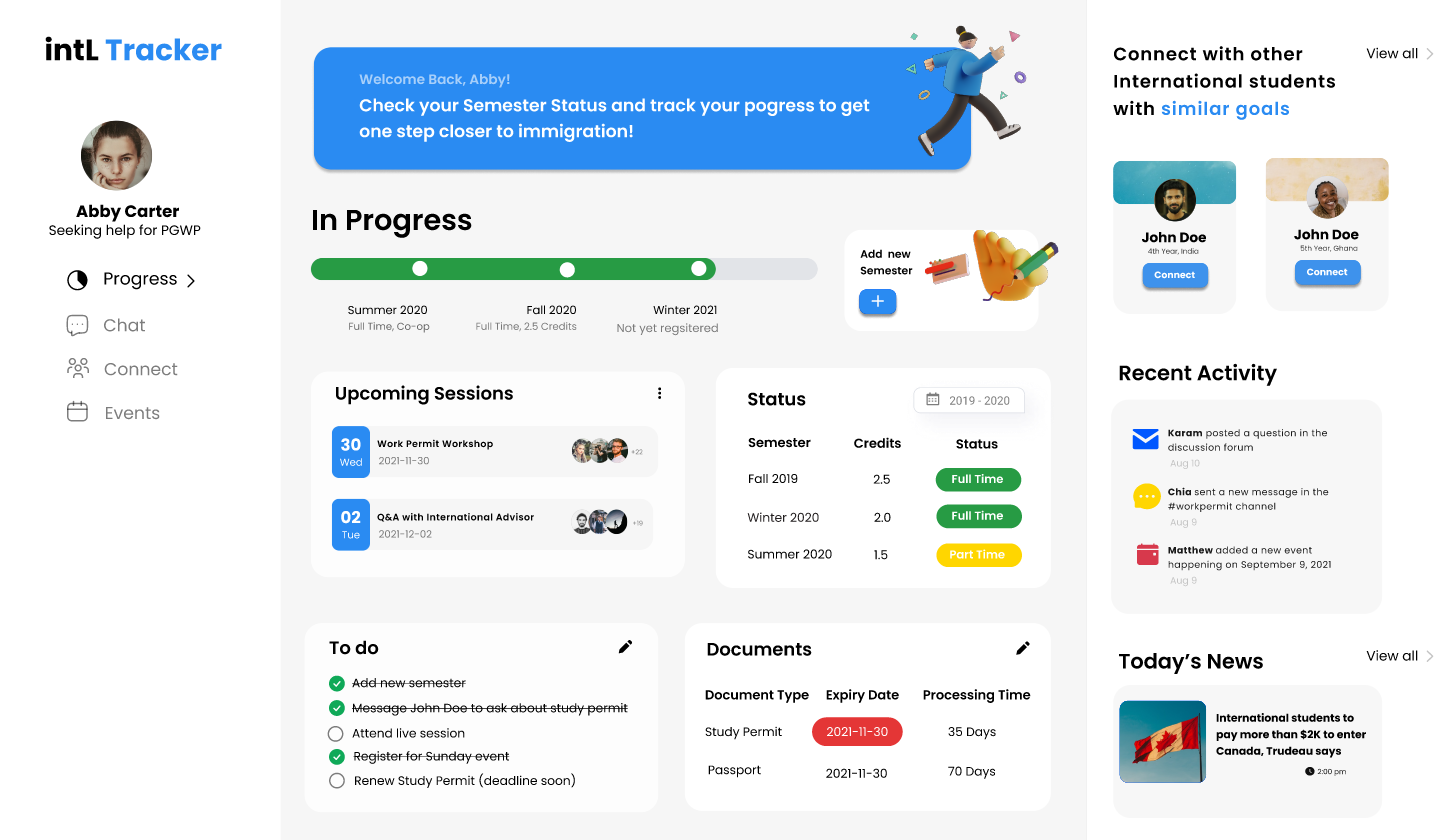 intL Tracker
Abby Carter
Seeking help for PGWP
Progress
Chat
Connect
Events
Welcome Back, Abby!
Check your Semester Status and track your pogress to get
one step closer to immigration!
In Progress
Summer 2020
Full Time, Co-op
Fall 2020
Full Time, 2.5 Credits
Winter 2021
Not yet regsitered
Add new
Semester
Upcoming Sessions
30
Wed
Work Permit Workshop
2021-11-30
+22
02
Tue
Q&A with International Advisor
2021-12-02
+19
Status
2019 - 2020
Semester Credits Status
Fall 2019 2.5 Full Time
Winter 2020 2.0 Full Time
Summer 2020 1.5 Part Time
To do
Add new semester
Message John Doe to ask about study permit
Attend live session
Register for Sunday event
Renew Study Permit (deadline soon)
Documents
Document Type Expiry Date Processing Time
Study Permit 2021-11-30 35 Days
Passport 2021-11-30 70 Days
Connect with other
International students
with similar goals
View all
John Doe
4th Year, India
Connect
John Doe
5th Year, Ghana
Connect
Recent Activity
Karam posted a question in the
discussion forum
Aug 10
Chia sent a new message in the
#workpermit channel
Aug 9
Matthew added a new event
happening on September 9, 2021
Aug 9
Today's News
View all
International students to
pay more than $2K to enter
Canada, Trudeau says
2:00 pm